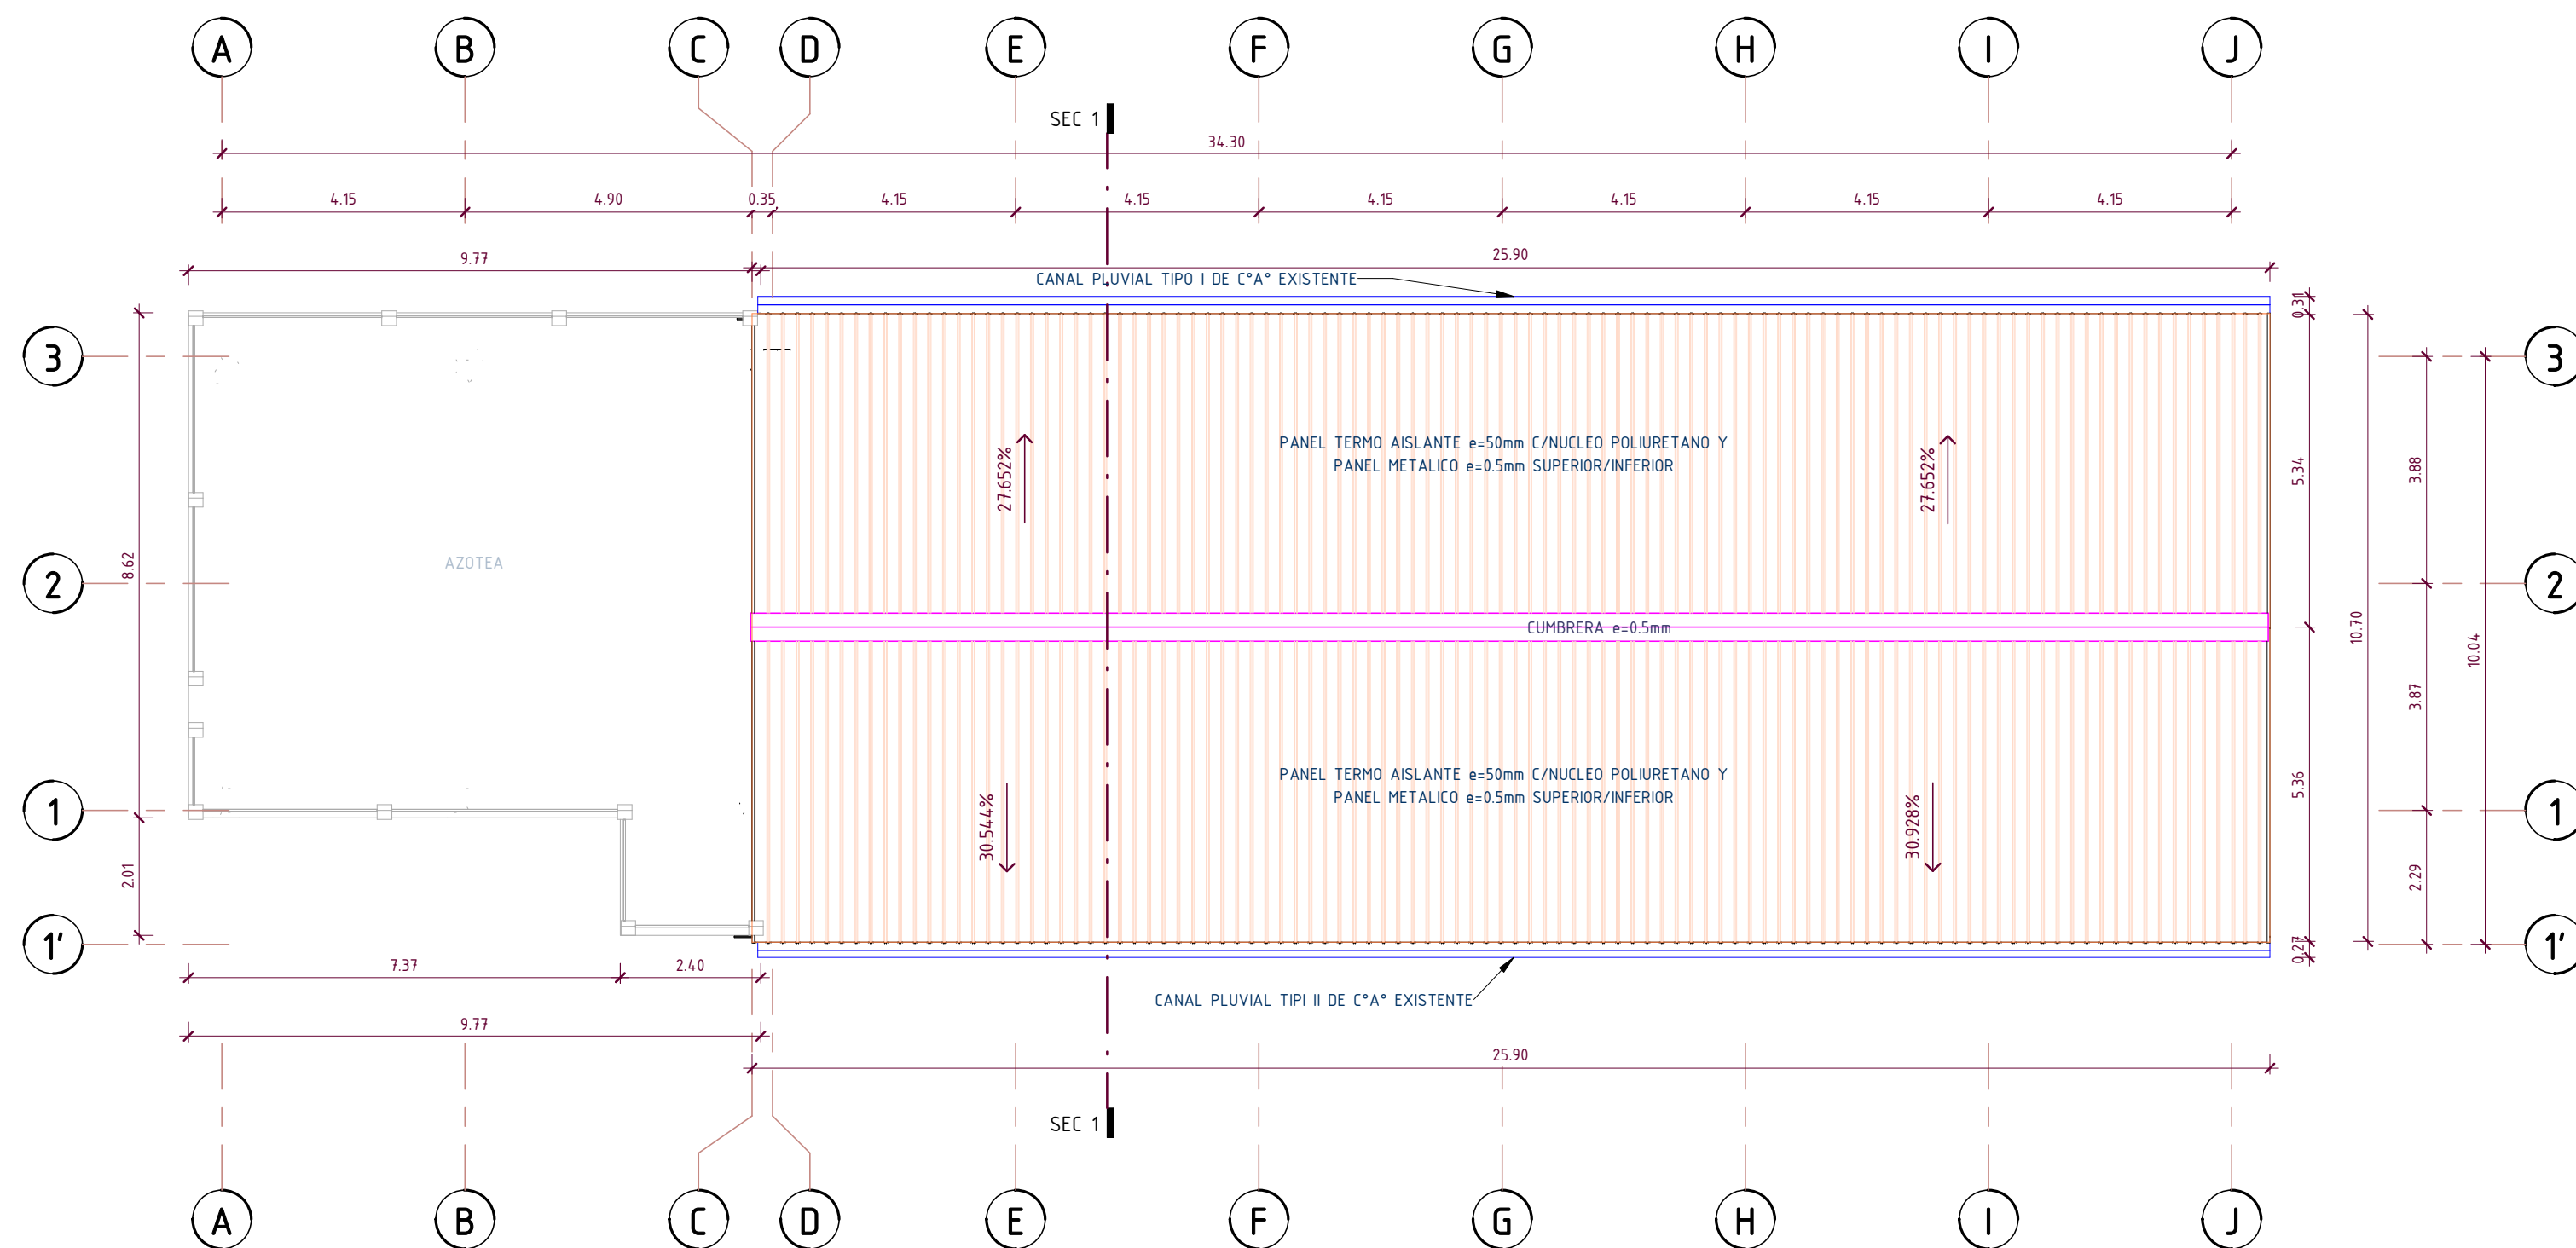 A B C D E F G H I J
SEC 1
34.30
4.15 4.90 0.35 4.15 4.15 4.15 4.15 4.15 4.15
9.77 25.90
CANAL PLUVIAL TIPO I DE C°A° EXISTENTE
0.31
3 3
PANEL TERMO AISLANTE e=50mm C/NUCLEO POLIURETANO Y
PANEL METALICO e=0.5mm SUPERIOR/INFERIOR
27.652% 27.652% 5.34 3.88
8.62 AZOTEA
2 2
CUMBRERA e=0.5mm
10.70 10.04
3.87
PANEL TERMO AISLANTE e=50mm C/NUCLEO POLIURETANO Y
PANEL METALICO e=0.5mm SUPERIOR/INFERIOR
5.36
1 1
30.544% 30.928%
2.01 2.29
1' 1'
0.27
7.37 2.40
CANAL PLUVIAL TIPI II DE C°A° EXISTENTE
9.77
25.90
SEC 1
A B C D E F G H I J